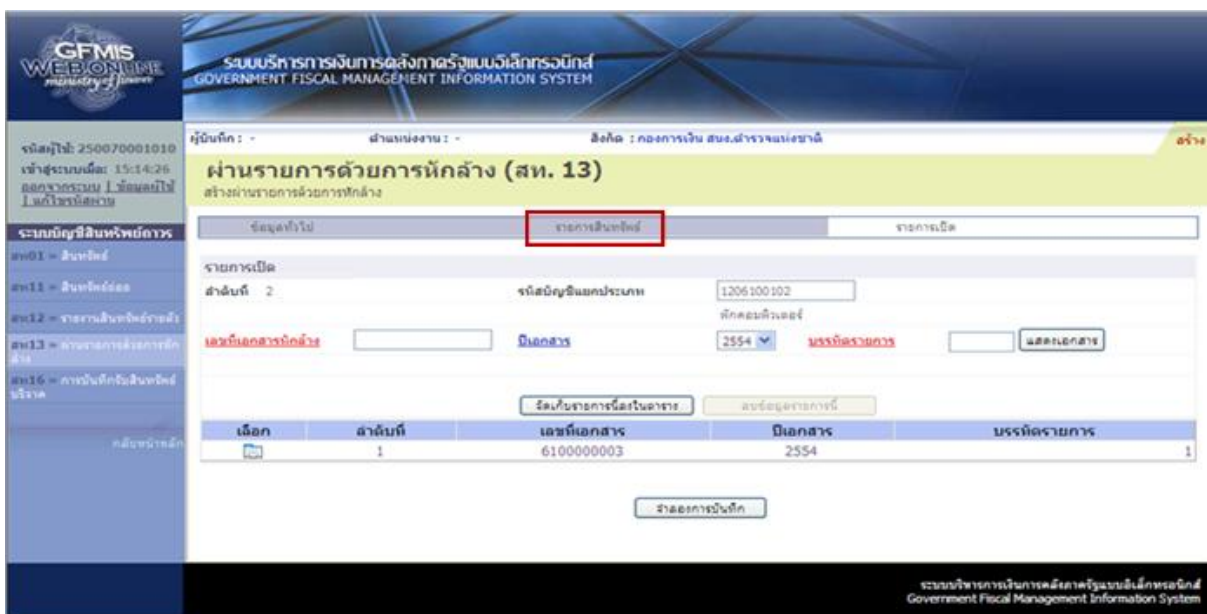 GFMIS
WEB ONLINE
ministry of finance
ระบบบริหารการเงินการคลังภาครัฐแบบอิเล็กทรอนิกส์
GOVERNMENT FISCAL MANAGEMENT INFORMATION SYSTEM
รหัสผู้ใช้: 250070001010
เข้าสู่ระบบเมื่อ: 15:14:26
ออกจากระบบ | ข้อมูลผู้ใช้
| แก้ไขรหัสผ่าน
ผู้บันทึก : - ตำแหน่งงาน : - สังกัด : กองการเงิน สนง.ตำรวจแห่งชาติ
สร้าง
ผ่านรายการด้วยการหักล้าง (สท. 13)
สร้างผ่านรายการด้วยการหักล้าง
ระบบบัญชีสินทรัพย์ถาวร
สท01 = สินทรัพย์
สท11 = สินทรัพย์ย่อย
สท12 = รายงานสินทรัพย์รายตัว
สท13 = ผ่านรายการด้วยการหัก
ล้าง
สท16 = การบันทึกรับสินทรัพย์
บริจาค
กลับหน้าหลัก
ข้อมูลทั่วไป รายการสินทรัพย์ รายการเปิด
รายการเปิด
ลำดับที่ 2 รหัสบัญชีแยกประเภท 1206100102
พักคอมพิวเตอร์
เลขที่เอกสารหักล้าง ปีเอกสาร 2554 บรรทัดรายการ แสดงเอกสาร
จัดเก็บรายการนี้ลงในตาราง ลบข้อมูลรายการนี้
เลือก ลำดับที่ เลขที่เอกสาร ปีเอกสาร บรรทัดรายการ
1 6100000003 2554 1
จำลองการบันทึก
ระบบบริหารการเงินการคลังภาครัฐแบบอิเล็กทรอนิกส์
Government Fiscal Management Information System